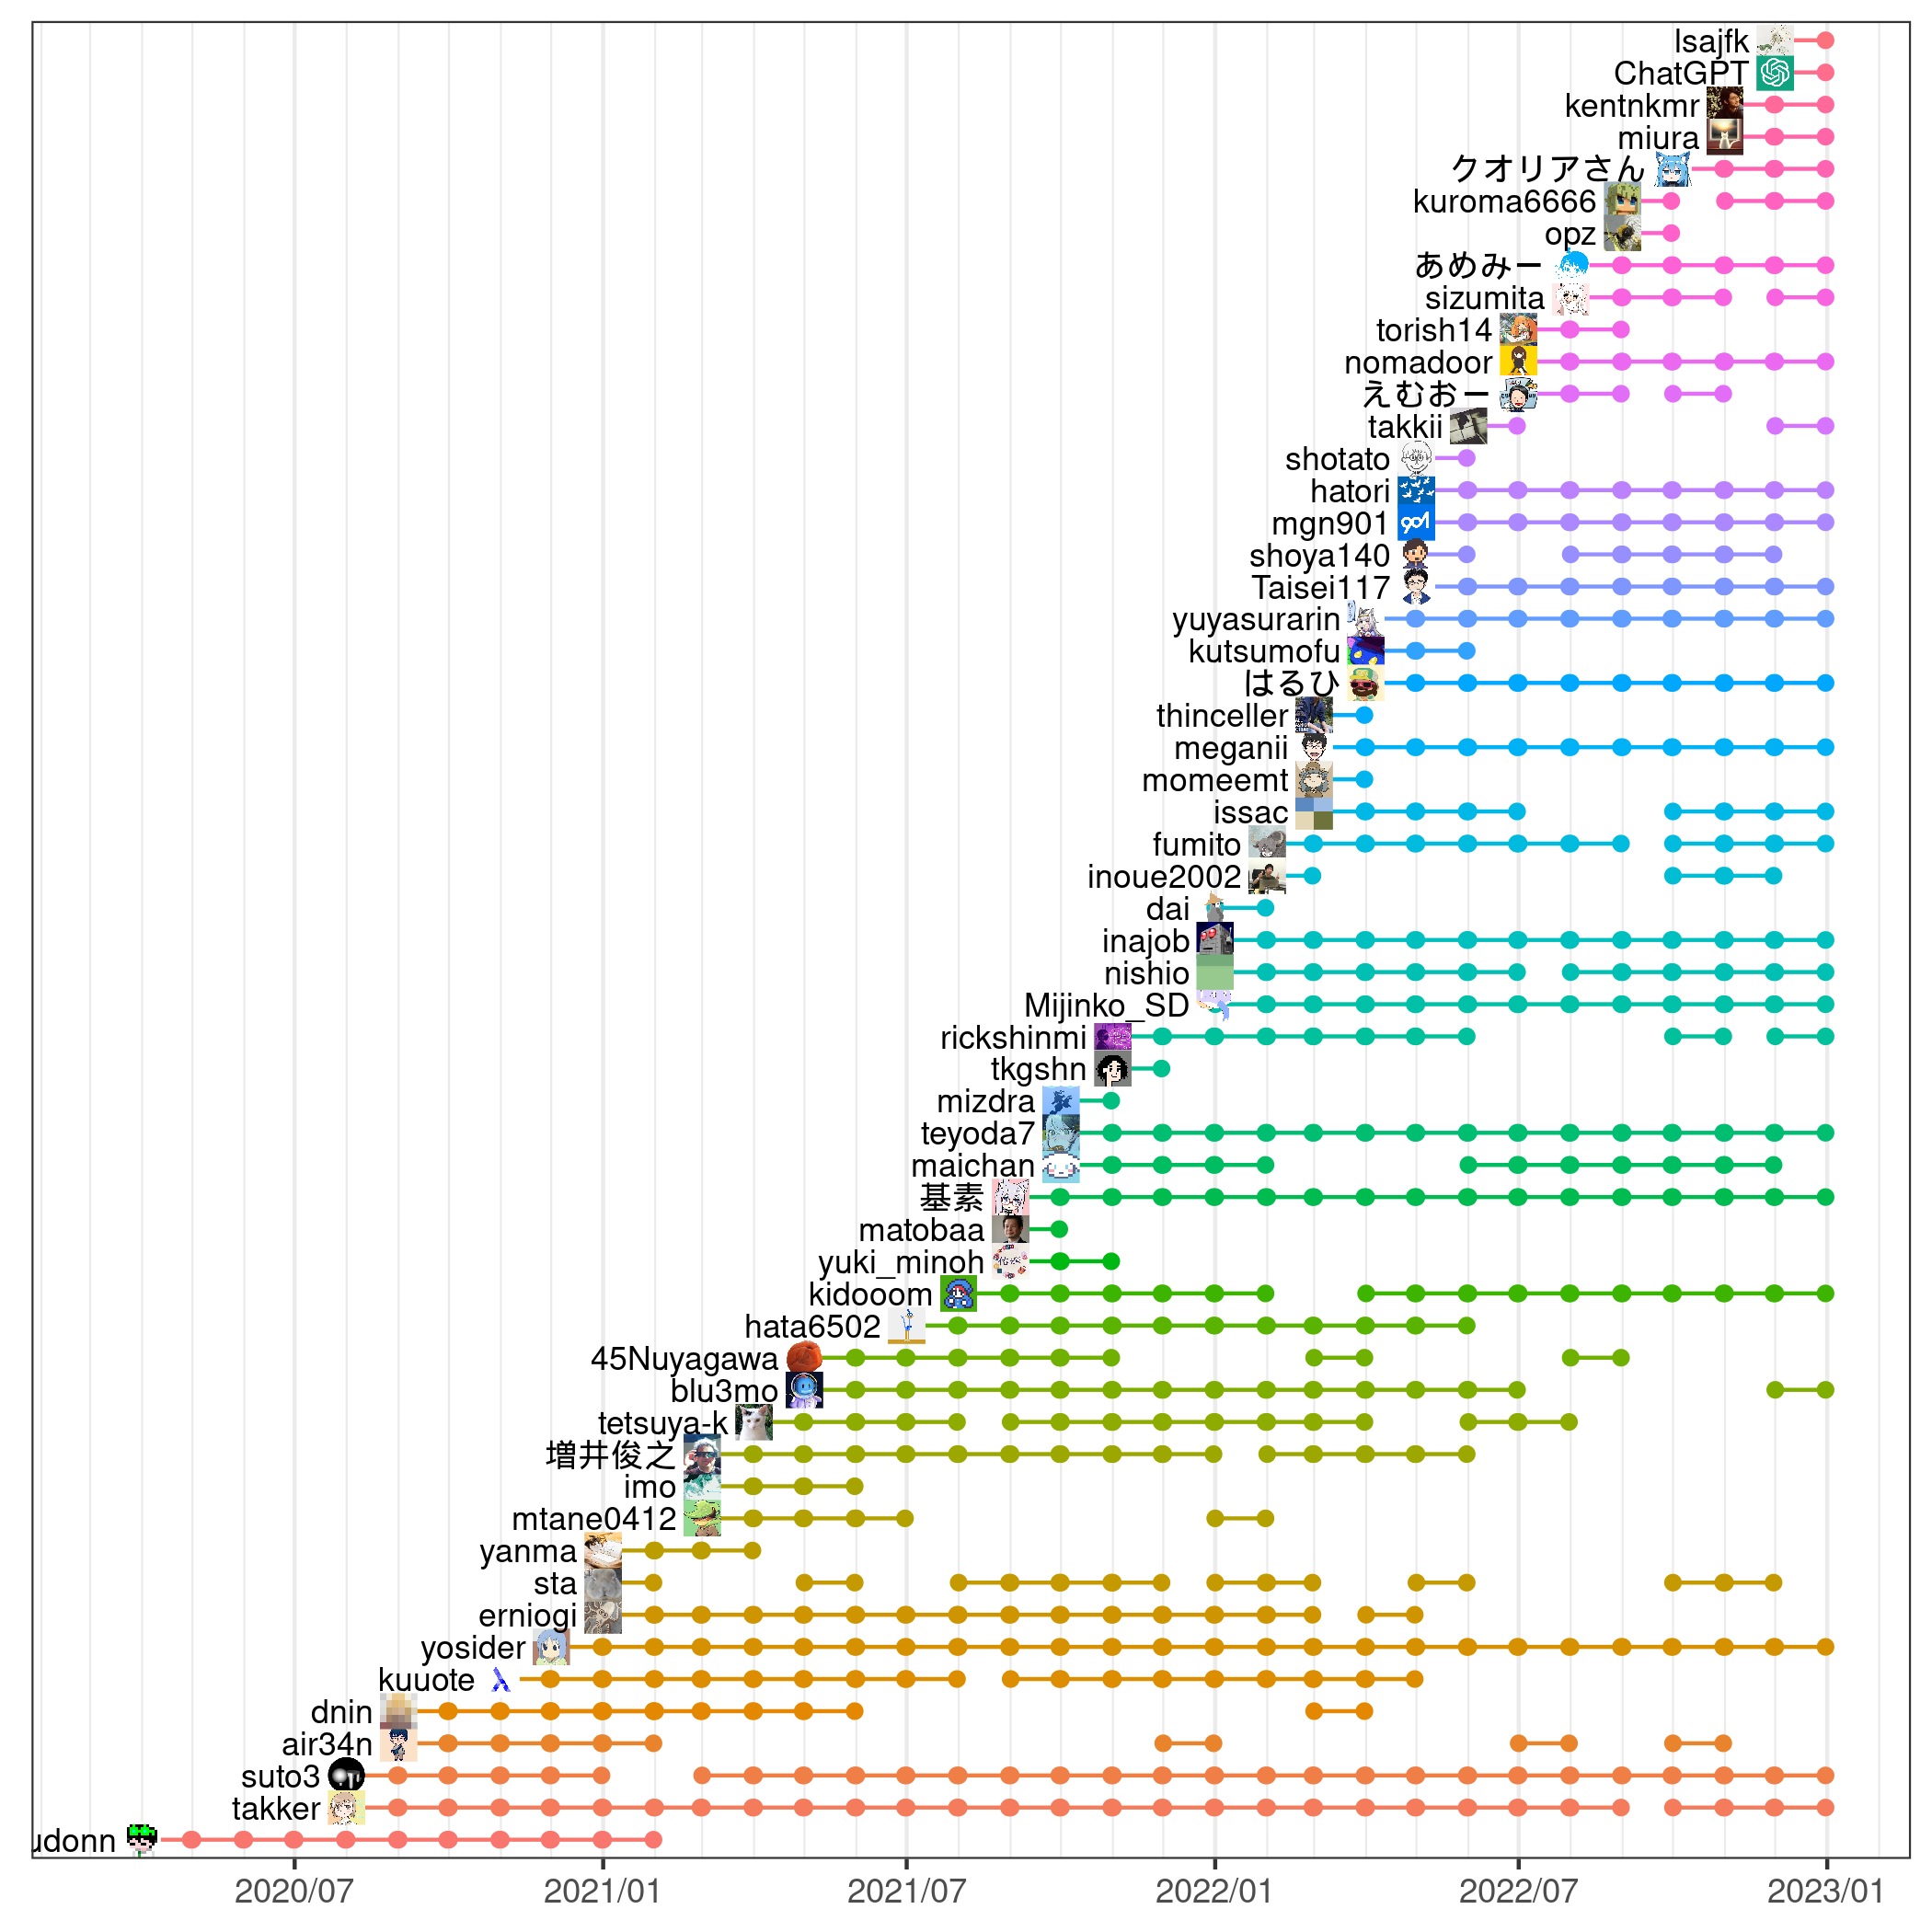 lsajfk
ChatGPT
kentnkmr
miura
クオリアさん
kuroma6666
opz
あめみー
sizumita
torish14
nomadoor
えむおー
takkii
shotato
hatori
mgn901
shoya140
Taisei117
yuyasurarin
kutsumofu
はるひ
thinceller
meganii
momeemt
issac
fumito
inoue2002
dai
inajob
nishio
Mijinko_SD
rickshinmi
tkgshn
mizdra
teyoda7
maichan
基素
matobaa
yuki_minoh
kidooom
hata6502
45Nuyagawa
blu3mo
tetsuya-k
増井俊之
imo
mtane0412
yanma
sta
erniogi
yosider
kuuote
dnin
air34n
suto3
takker
udonn
2020/07 2021/01 2021/07 2022/01 2022/07 2023/01